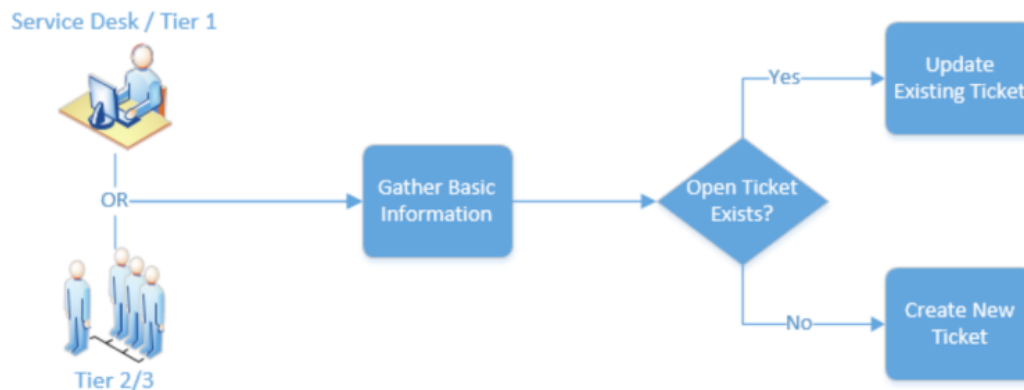 Service Desk / Tier 1
OR
Tier 2/3
Gather Basic
Information
Open Ticket
Exists?
Yes
Update
Existing Ticket
No
Create New
Ticket